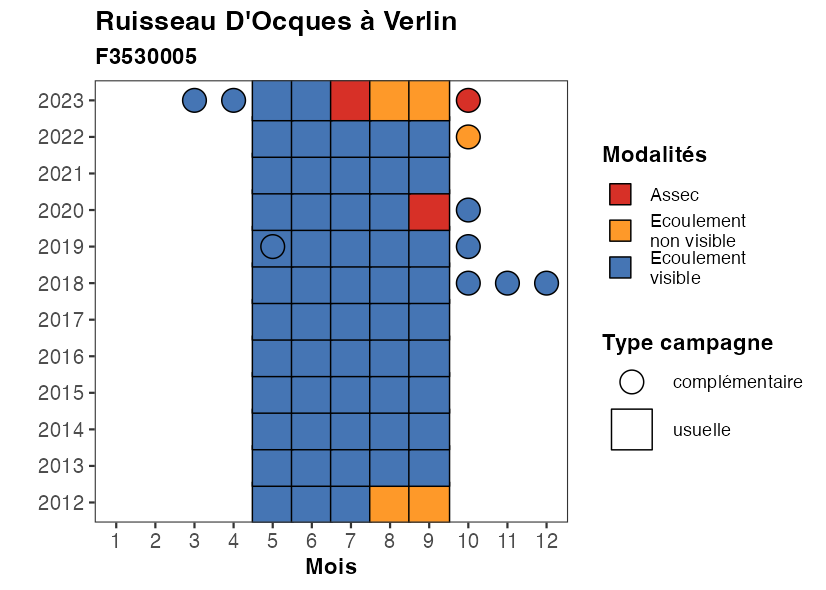 Ruisseau D'Ocques à Verlin
F3530005
2023
2022
2021
2020
2019
2018
2017
2016
2015
2014
2013
2012
1 2 3 4 5 6 7 8 9 10 11 12
Mois
Modalités
Assec
Ecoulement
non visible
Ecoulement
visible
Type campagne
complémentaire
usuelle